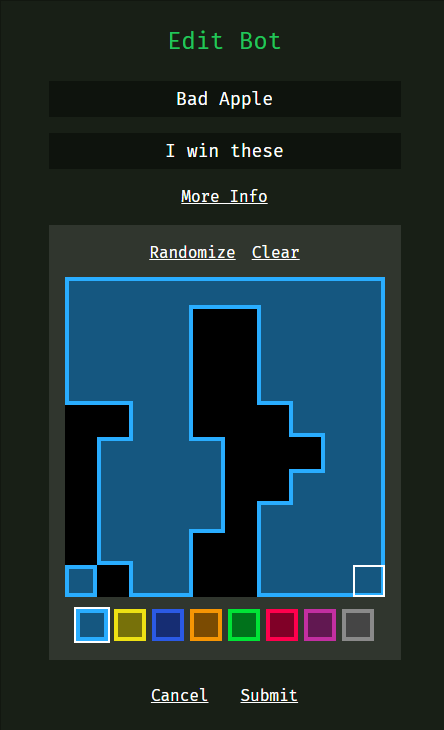 Edit Bot
Bad Apple
I win these
More Info
Randomize Clear
Cancel Submit